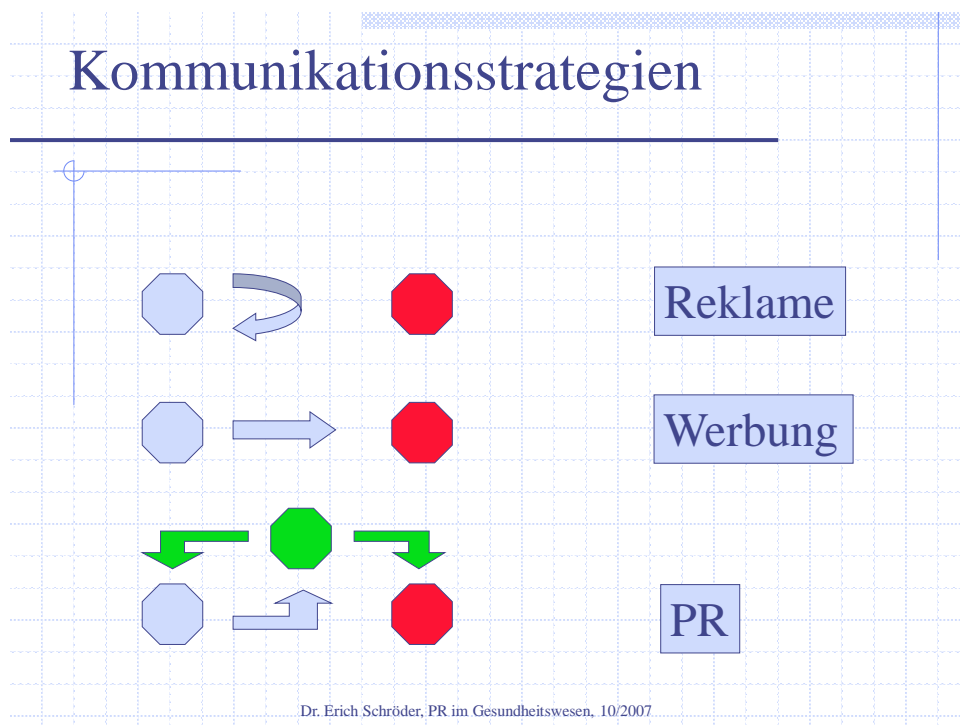 Kommunikationsstrategien
Reklame
Werbung
PR
Dr. Erich Schröder, PR im Gesundheitswesen, 10/2007